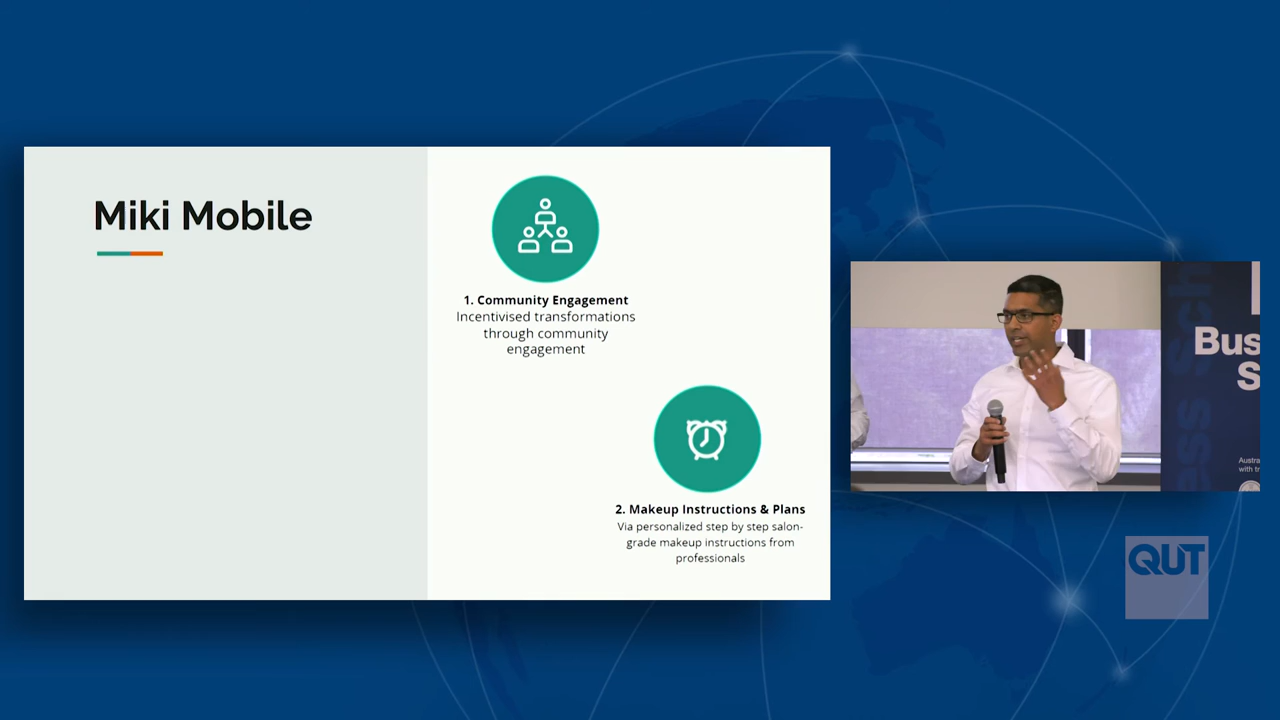 Miki Mobile
1. Community Engagement
Incentivised transformations
through community
engagement
2. Makeup Instructions & Plans
Via personalized step by step salon-
grade makeup instructions from
professionals
QUT